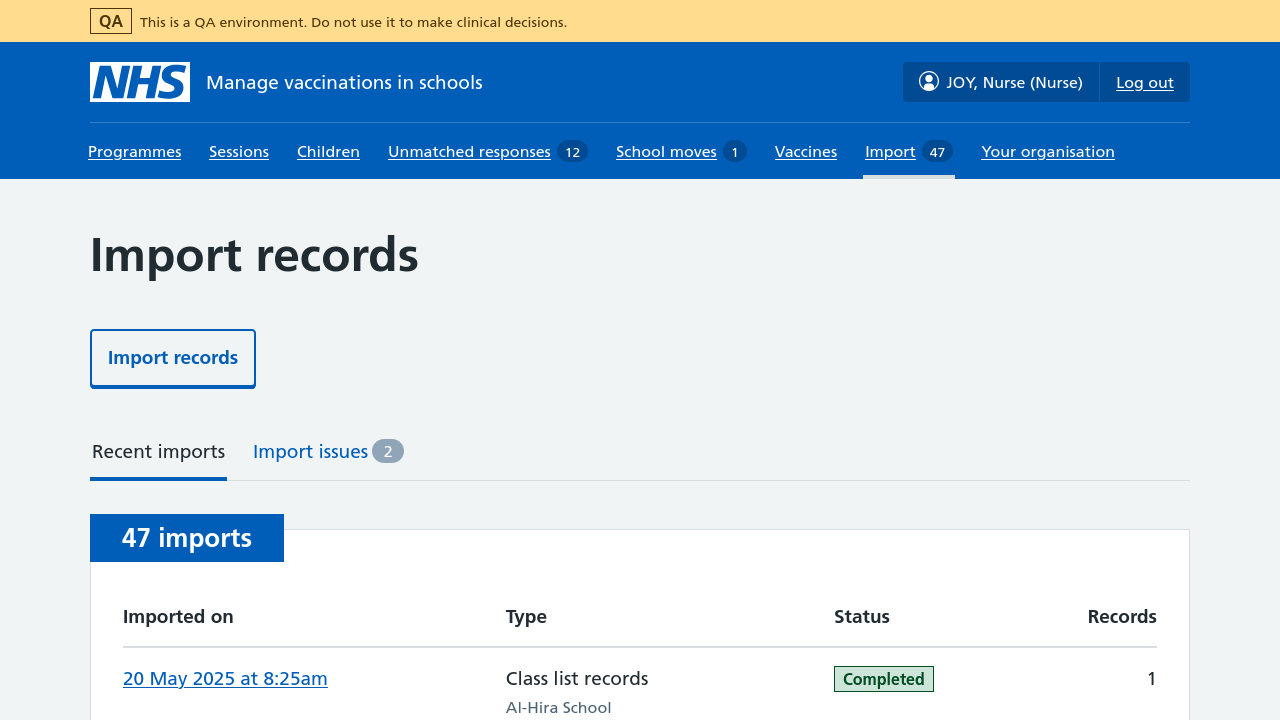 QA This is a QA environment. Do not use it to make clinical decisions.
NHS Manage vaccinations in schools JOY, Nurse (Nurse) Log out
Programmes Sessions Children Unmatched responses 12 School moves 1 Vaccines Import 47 Your organisation
Import records
Import records
Recent imports Import issues 2
47 imports
Imported on Type Status Records
20 May 2025 at 8:25am Class list records Completed 1
Al-Hira School